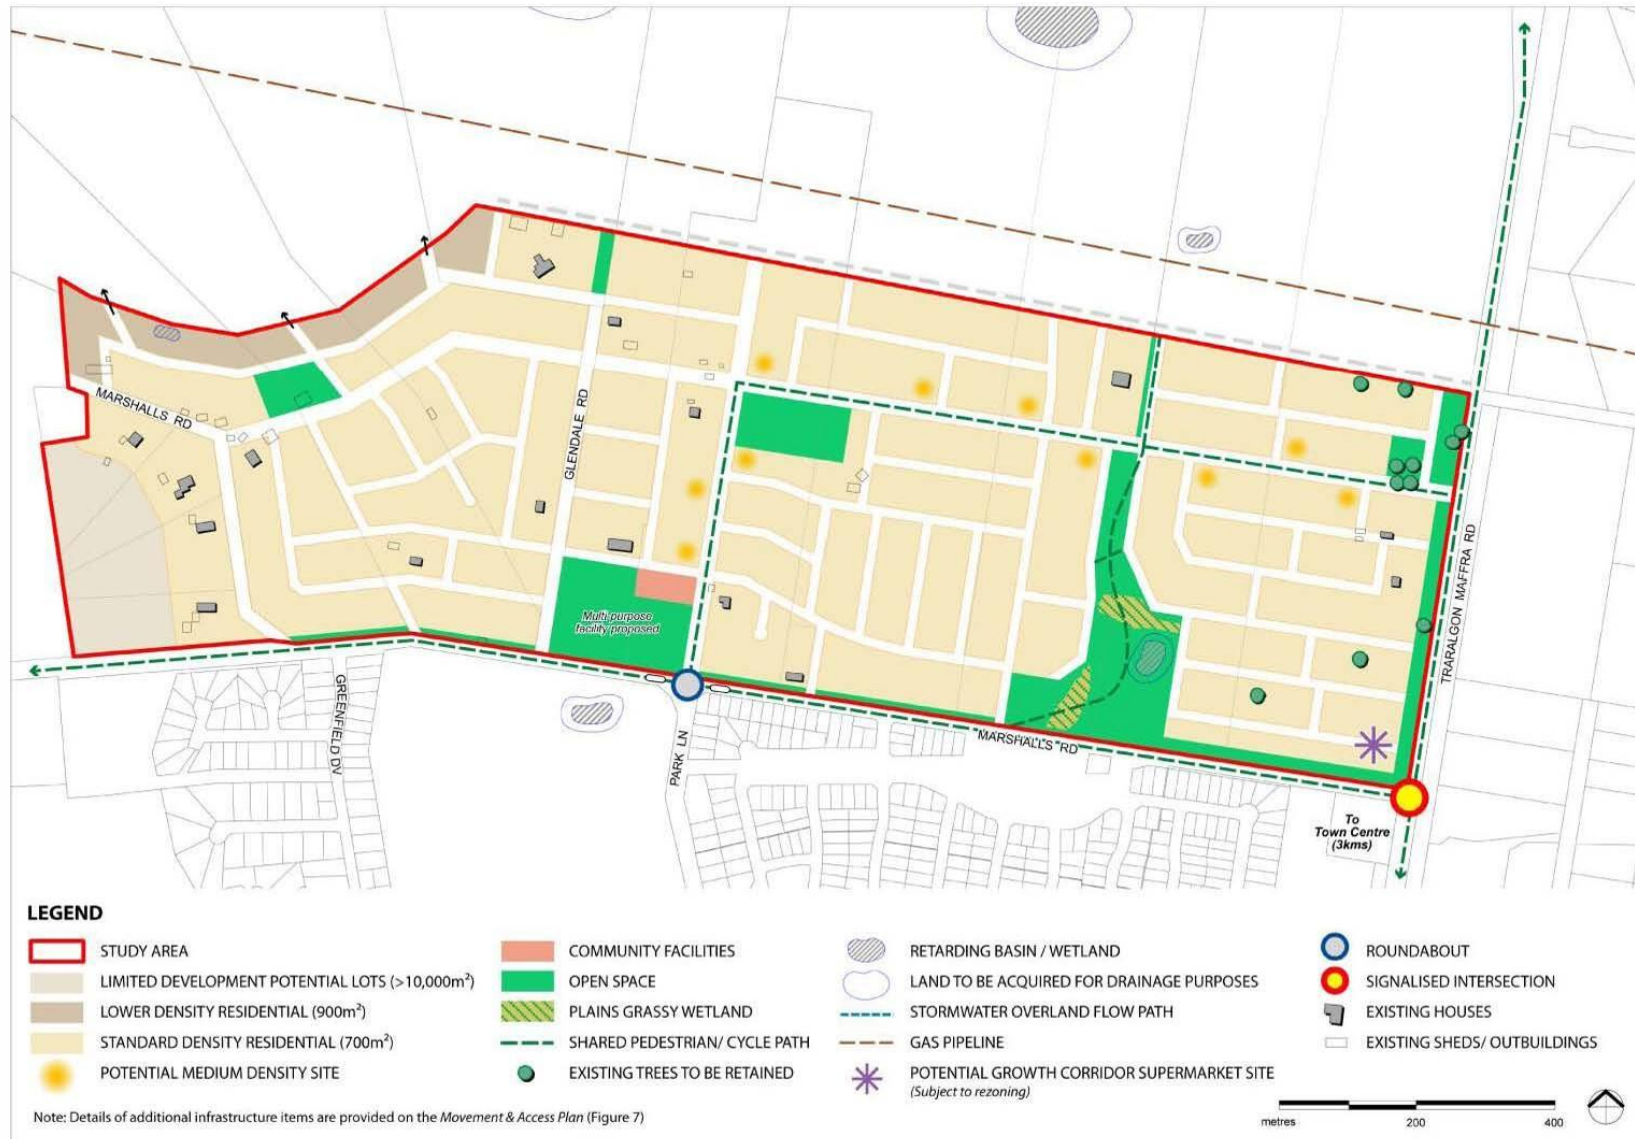 MARSHALLS RD
GLENDALE RD
Multi purpose
facility proposed
TRARALGON MAFFRA RD
GREENFIELD DV
PARK LN
MARSHALLS RD
To
Town Centre
(3kms)
LEGEND
STUDY AREA
LIMITED DEVELOPMENT POTENTIAL LOTS (>10,000m²)
LOWER DENSITY RESIDENTIAL (900m²)
STANDARD DENSITY RESIDENTIAL (700m²)
POTENTIAL MEDIUM DENSITY SITE
COMMUNITY FACILITIES
OPEN SPACE
PLAINS GRASSY WETLAND
SHARED PEDESTRIAN/ CYCLE PATH
EXISTING TREES TO BE RETAINED
RETARDING BASIN / WETLAND
LAND TO BE ACQUIRED FOR DRAINAGE PURPOSES
STORMWATER OVERLAND FLOW PATH
GAS PIPELINE
POTENTIAL GROWTH CORRIDOR SUPERMARKET SITE
(Subject to rezoning)
ROUNDABOUT
SIGNALISED INTERSECTION
EXISTING HOUSES
EXISTING SHEDS/ OUTBUILDINGS
Note: Details of additional infrastructure items are provided on the Movement & Access Plan (Figure 7)
metres 200 400